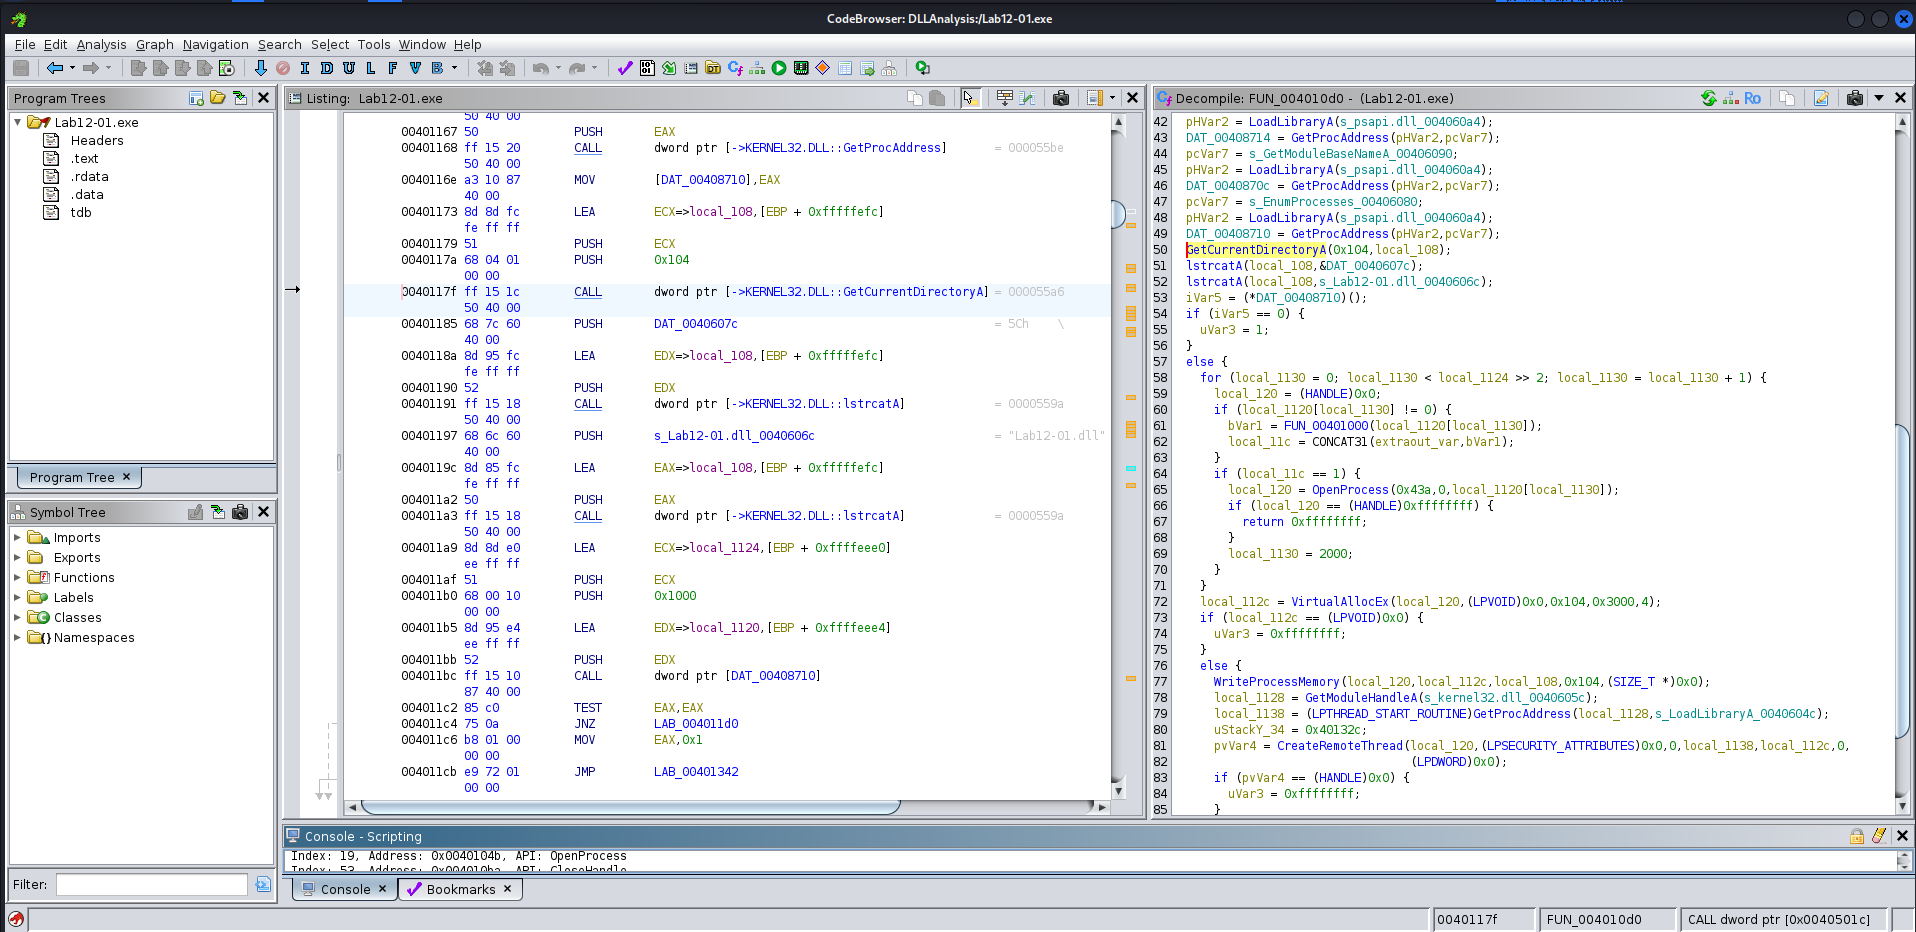 CodeBrowser: DLLAnalysis:/Lab12-01.exe
File Edit Analysis Graph Navigation Search Select Tools Window Help
I D U L F V B
Program Trees
Lab12-01.exe
Headers
.text
.rdata
.data
tdb
Program Tree
Symbol Tree
Imports
Exports
Functions
Labels
Classes
Namespaces
Filter:
Listing: Lab12-01.exe
50 40 00
00401167 50 PUSH EAX
00401168 ff 15 20 CALL dword ptr [->KERNEL32.DLL::GetProcAddress] = 000055be
50 40 00
0040116e a3 10 87 MOV [DAT_00408710],EAX
40 00
00401173 8d 8d fc LEA ECX=>local_108,[EBP + 0xfffffefc]
fe ff ff
00401179 51 PUSH ECX
0040117a 68 04 01 PUSH 0x104
00 00
0040117f ff 15 1c CALL dword ptr [->KERNEL32.DLL::GetCurrentDirectoryA] = 000055a6
50 40 00
00401185 68 7c 60 PUSH DAT_0040607c = 5Ch \
40 00
0040118a 8d 95 fc LEA EDX=>local_108,[EBP + 0xfffffefc]
fe ff ff
00401190 52 PUSH EDX
00401191 ff 15 18 CALL dword ptr [->KERNEL32.DLL::lstrcatA] = 0000559a
50 40 00
00401197 68 6c 60 PUSH s_Lab12-01.dll_0040606c = "Lab12-01.dll"
40 00
0040119c 8d 85 fc LEA EAX=>local_108,[EBP + 0xfffffefc]
fe ff ff
004011a2 50 PUSH EAX
004011a3 ff 15 18 CALL dword ptr [->KERNEL32.DLL::lstrcatA] = 0000559a
50 40 00
004011a9 8d 8d e0 LEA ECX=>local_1124,[EBP + 0xffffeee0]
ee ff ff
004011af 51 PUSH ECX
004011b0 68 00 10 PUSH 0x1000
00 00
004011b5 8d 95 e4 LEA EDX=>local_1120,[EBP + 0xffffeee4]
ee ff ff
004011bb 52 PUSH EDX
004011bc ff 15 10 CALL dword ptr [DAT_00408710]
87 40 00
004011c2 85 c0 TEST EAX,EAX
004011c4 75 0a JNZ LAB_004011d0
004011c6 b8 01 00 MOV EAX,0x1
00 00
004011cb e9 72 01 JMP LAB_00401342
00 00
Decompile: FUN_004010d0 - (Lab12-01.exe)
Ro
42 pHVar2 = LoadLibraryA(s_psapi.dll_004060a4);
43 DAT_00408714 = GetProcAddress(pHVar2,pcVar7);
44 pcVar7 = s_GetModuleBaseNameA_00406090;
45 pHVar2 = LoadLibraryA(s_psapi.dll_004060a4);
46 DAT_0040870c = GetProcAddress(pHVar2,pcVar7);
47 pcVar7 = s_EnumProcesses_00406080;
48 pHVar2 = LoadLibraryA(s_psapi.dll_004060a4);
49 DAT_00408710 = GetProcAddress(pHVar2,pcVar7);
50 GetCurrentDirectoryA(0x104,local_108);
51 lstrcatA(local_108,&DAT_0040607c);
52 lstrcatA(local_108,s_Lab12-01.dll_0040606c);
53 iVar5 = (*DAT_00408710)();
54 if (iVar5 == 0) {
55 uVar3 = 1;
56 }
57 else {
58 for (local_1130 = 0; local_1130 < local_1124 >> 2; local_1130 = local_1130 + 1) {
59 local_120 = (HANDLE)0x0;
60 if (local_1120[local_1130] != 0) {
61 bVar1 = FUN_00401000(local_1120[local_1130]);
62 local_11c = CONCAT31(extraout_var,bVar1);
63 }
64 if (local_11c == 1) {
65 local_120 = OpenProcess(0x43a,0,local_1120[local_1130]);
66 if (local_120 == (HANDLE)0xffffffff) {
67 return 0xffffffff;
68 }
69 local_1130 = 2000;
70 }
71 }
72 local_112c = VirtualAllocEx(local_120,(LPVOID)0x0,0x104,0x3000,4);
73 if (local_112c == (LPVOID)0x0) {
74 uVar3 = 0xffffffff;
75 }
76 else {
77 WriteProcessMemory(local_120,local_112c,local_108,0x104,(SIZE_T *)0x0);
78 local_1128 = GetModuleHandleA(s_kernel32.dll_0040605c);
79 local_1138 = (LPTHREAD_START_ROUTINE)GetProcAddress(local_1128,s_LoadLibraryA_0040604c);
80 uStackY_34 = 0x40132c;
81 pvVar4 = CreateRemoteThread(local_120,(LPSECURITY_ATTRIBUTES)0x0,0,local_1138,local_112c,0,
82 (LPDWORD)0x0);
83 if (pvVar4 == (HANDLE)0x0) {
84 uVar3 = 0xffffffff;
85 }
Console - Scripting
Index: 19, Address: 0x0040104b, API: OpenProcess
Index: 53, Address: 0x004010ba, API: CloseHandle
Console
Bookmarks
0040117f
FUN_004010d0
CALL dword ptr [0x0040501c]